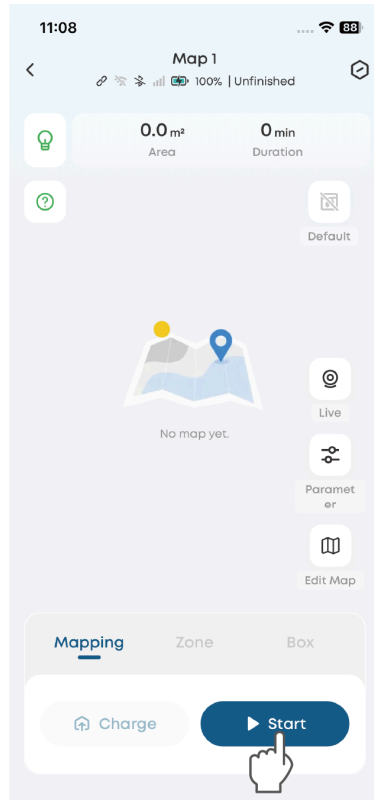 11:08
88
Map 1
100% | Unfinished
0.0 m²
0 min
Area
Duration
Default
No map yet.
Live
Paramet
er
Edit Map
Mapping
Zone
Box
Charge
Start